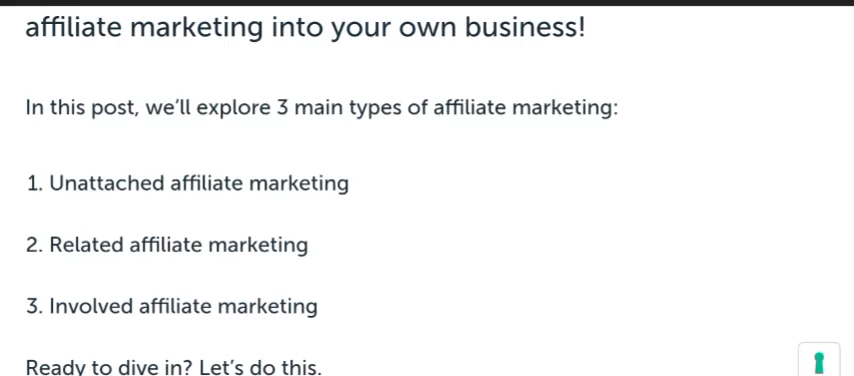 affiliate marketing into your own business!
In this post, we'll explore 3 main types of affiliate marketing:
1. Unattached affiliate marketing
2. Related affiliate marketing
3. Involved affiliate marketing
Ready to dive in? Let's do this.